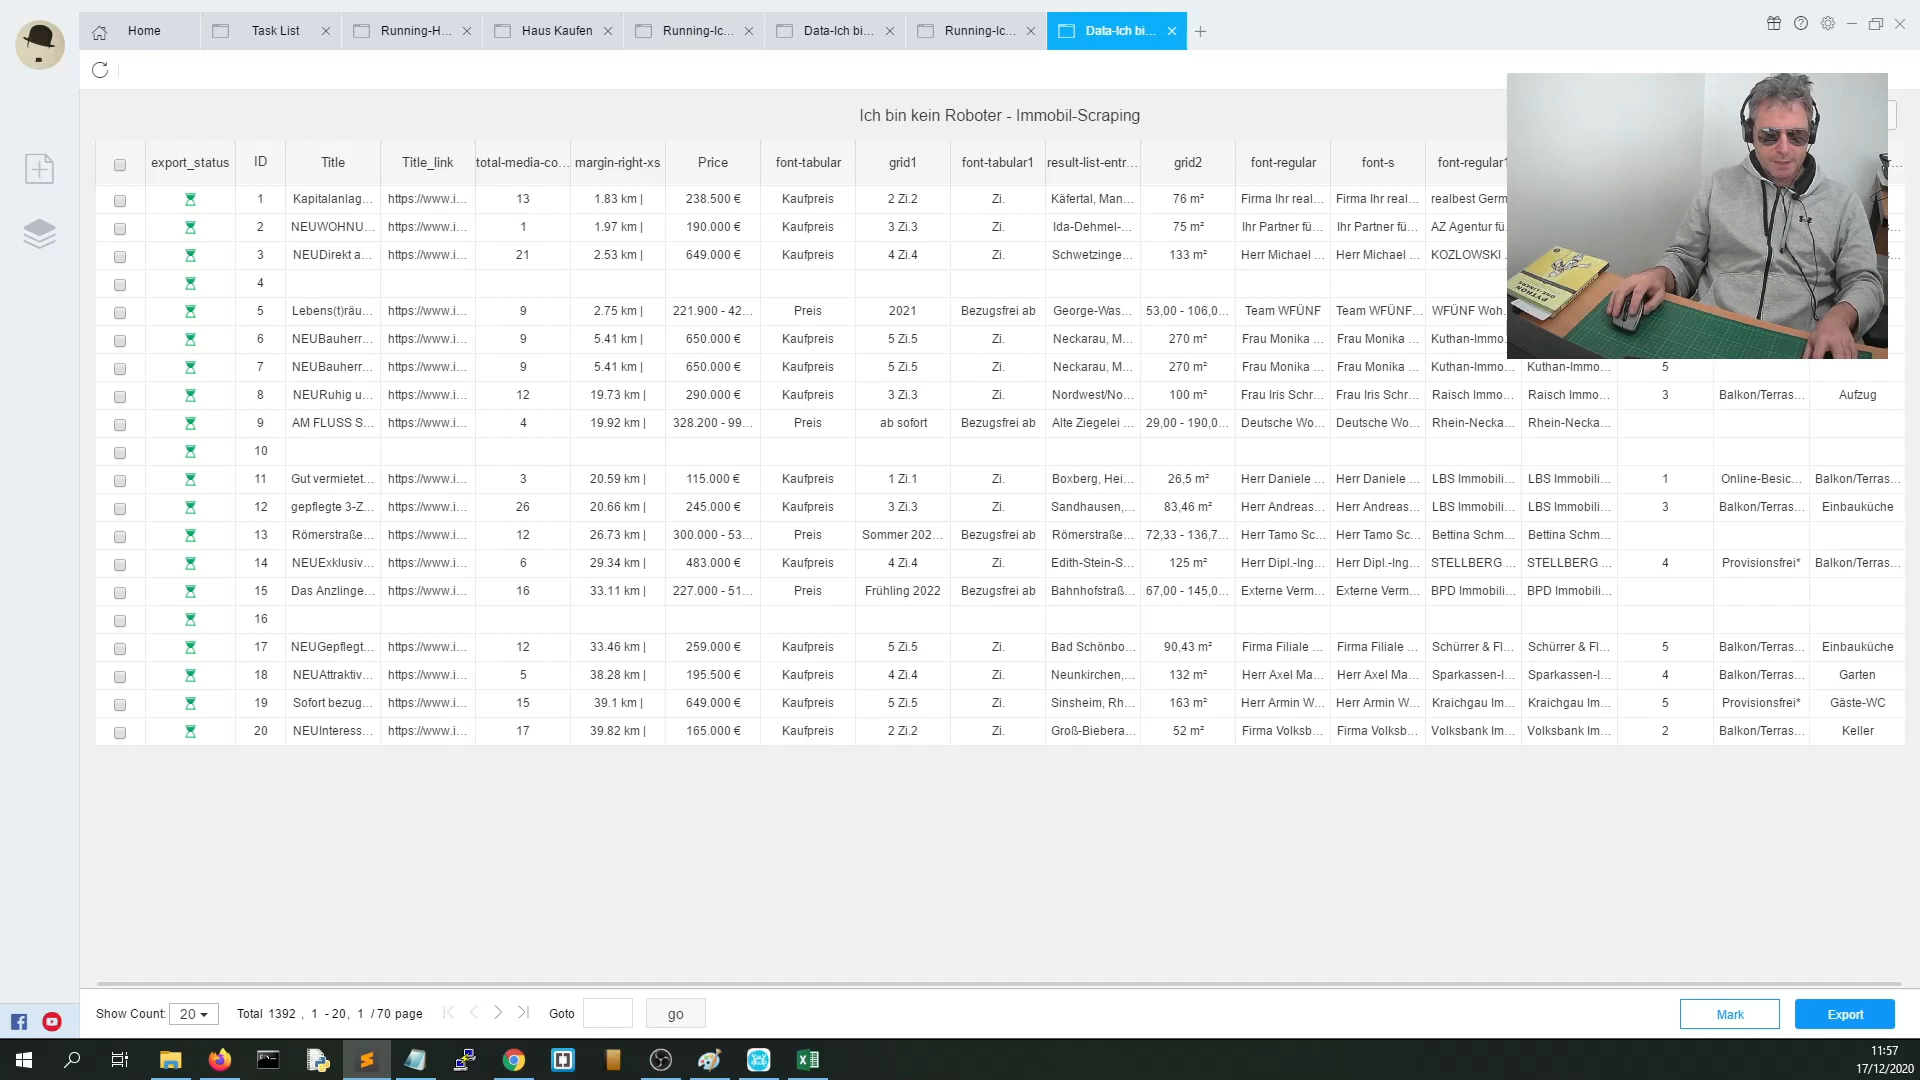 Home Task List Running-H... Haus Kaufen Running-Ic... Data-Ich bi... Running-Ic... Data-Ich bi...
Ich bin kein Roboter - Immobil-Scraping
export_status ID Title Title_link total-media-co... margin-right-xs Price font-tabular grid1 font-tabular1 result-list-entr... grid2 font-regular font-s font-regular1
1 Kapitalanlag... https://www.i... 13 1.83 km | 238.500 € Kaufpreis 2 Zi.2 Zi. Käfertal, Man... 76 m² Firma Ihr real... Firma Ihr real... realbest Germ
2 NEUWOHNU... https://www.i... 1 1.97 km | 190.000 € Kaufpreis 3 Zi.3 Zi. Ida-Dehmel-... 75 m² Ihr Partner fü... Ihr Partner fü... AZ Agentur fü
3 NEUDirekt a... https://www.i... 21 2.53 km | 649.000 € Kaufpreis 4 Zi.4 Zi. Schwetzinge... 133 m² Herr Michael ... Herr Michael ... KOZLOWSKI
4
5 Lebens(t)räu... https://www.i... 9 2.75 km | 221.900 - 42... Preis 2021 Bezugsfrei ab George-Was... 53,00 - 106,0... Team WFÜNF Team WFÜNF... WFÜNF Woh
6 NEUBauherr... https://www.i... 9 5.41 km | 650.000 € Kaufpreis 5 Zi.5 Zi. Neckarau, M... 270 m² Frau Monika ... Frau Monika ... Kuthan-Immo
7 NEUBauherr... https://www.i... 9 5.41 km | 650.000 € Kaufpreis 5 Zi.5 Zi. Neckarau, M... 270 m² Frau Monika ... Frau Monika ... Kuthan-Immo... Kuthan-Immo... 5
8 NEURuhig u... https://www.i... 12 19.73 km | 290.000 € Kaufpreis 3 Zi.3 Zi. Nordwest/No... 100 m² Frau Iris Schr... Frau Iris Schr... Raisch Immo... Raisch Immo... 3 Balkon/Terras... Aufzug
9 AM FLUSS S... https://www.i... 4 19.92 km | 328.200 - 99... Preis ab sofort Bezugsfrei ab Alte Ziegelei ... 29,00 - 190,0... Deutsche Wo... Deutsche Wo... Rhein-Necka... Rhein-Necka...
10
11 Gut vermietet... https://www.i... 3 20.59 km | 115.000 € Kaufpreis 1 Zi.1 Zi. Boxberg, Hei... 26,5 m² Herr Daniele ... Herr Daniele ... LBS Immobili... LBS Immobili... 1 Online-Besic... Balkon/Terras...
12 gepflegte 3-Z... https://www.i... 26 20.66 km | 245.000 € Kaufpreis 3 Zi.3 Zi. Sandhausen,... 83,46 m² Herr Andreas... Herr Andreas... LBS Immobili... LBS Immobili... 3 Balkon/Terras... Einbauküche
13 Römerstraße... https://www.i... 12 26.73 km | 300.000 - 53... Preis Sommer 202... Bezugsfrei ab Römerstraße... 72,33 - 136,7... Herr Tamo Sc... Herr Tamo Sc... Bettina Schm... Bettina Schm...
14 NEUExklusiv... https://www.i... 6 29.34 km | 483.000 € Kaufpreis 4 Zi.4 Zi. Edith-Stein-S... 125 m² Herr Dipl.-Ing... Herr Dipl.-Ing... STELLBERG ... STELLBERG ... 4 Provisionsfrei* Balkon/Terras...
15 Das Anzlinge... https://www.i... 16 33.11 km | 227.000 - 51... Preis Frühling 2022 Bezugsfrei ab Bahnhofstraß... 67,00 - 145,0... Externe Verm... Externe Verm... BPD Immobili... BPD Immobili...
16
17 NEUGepflegt... https://www.i... 12 33.46 km | 259.000 € Kaufpreis 5 Zi.5 Zi. Bad Schönbo... 90,43 m² Firma Filiale ... Firma Filiale ... Schürrer & Fl... Schürrer & Fl... 5 Balkon/Terras... Einbauküche
18 NEUAttraktiv... https://www.i... 5 38.28 km | 195.500 € Kaufpreis 4 Zi.4 Zi. Neunkirchen,... 132 m² Herr Axel Ma... Herr Axel Ma... Sparkassen-I... Sparkassen-I... 4 Balkon/Terras... Garten
19 Sofort bezug... https://www.i... 15 39.1 km | 649.000 € Kaufpreis 5 Zi.5 Zi. Sinsheim, Rh... 163 m² Herr Armin W... Herr Armin W... Kraichgau Im... Kraichgau Im... 5 Provisionsfrei* Gäste-WC
20 NEUInteress... https://www.i... 17 39.82 km | 165.000 € Kaufpreis 2 Zi.2 Zi. Groß-Biebera... 52 m² Firma Volksb... Firma Volksb... Volksbank Im... Volksbank Im... 2 Balkon/Terras... Keller
PYTHON
ONE-LINERS
Show Count: 20 Total 1392 , 1 - 20, 1 / 70 page Goto go Mark Export
11:57
17/12/2020